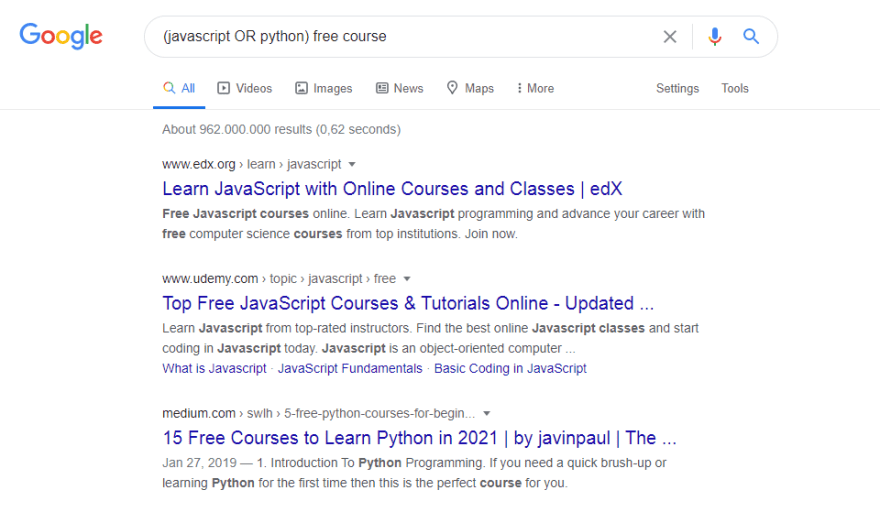 Google
(javascript OR python) free course
All Videos Images News Maps More Settings Tools
About 962.000.000 results (0,62 seconds)
www.edx.org › learn › javascript
Learn JavaScript with Online Courses and Classes | edX
Free Javascript courses online. Learn Javascript programming and advance your career with
free computer science courses from top institutions. Join now.
www.udemy.com › topic › javascript › free
Top Free JavaScript Courses & Tutorials Online - Updated ...
Learn Javascript from top-rated instructors. Find the best online Javascript classes and start
coding in Javascript today. Javascript is an object-oriented computer ...
What is Javascript · JavaScript Fundamentals · Basic Coding in JavaScript
medium.com › swlh › 5-free-python-courses-for-begin...
15 Free Courses to Learn Python in 2021 | by javinpaul | The ...
Jan 27, 2019 — 1. Introduction To Python Programming. If you need a quick brush-up or
learning Python for the first time then this is the perfect course for you.